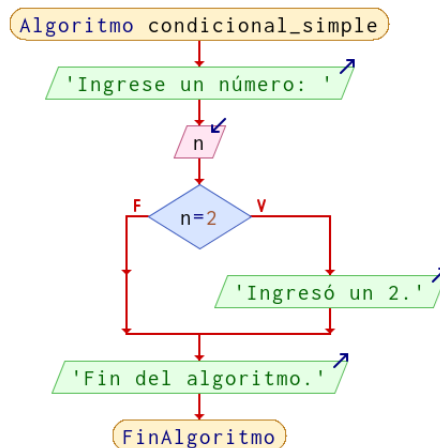 Algoritmo condicional_simple
'Ingrese un número: '
n
F
V
n=2
'Ingresó un 2.'
'Fin del algoritmo.'
FinAlgoritmo